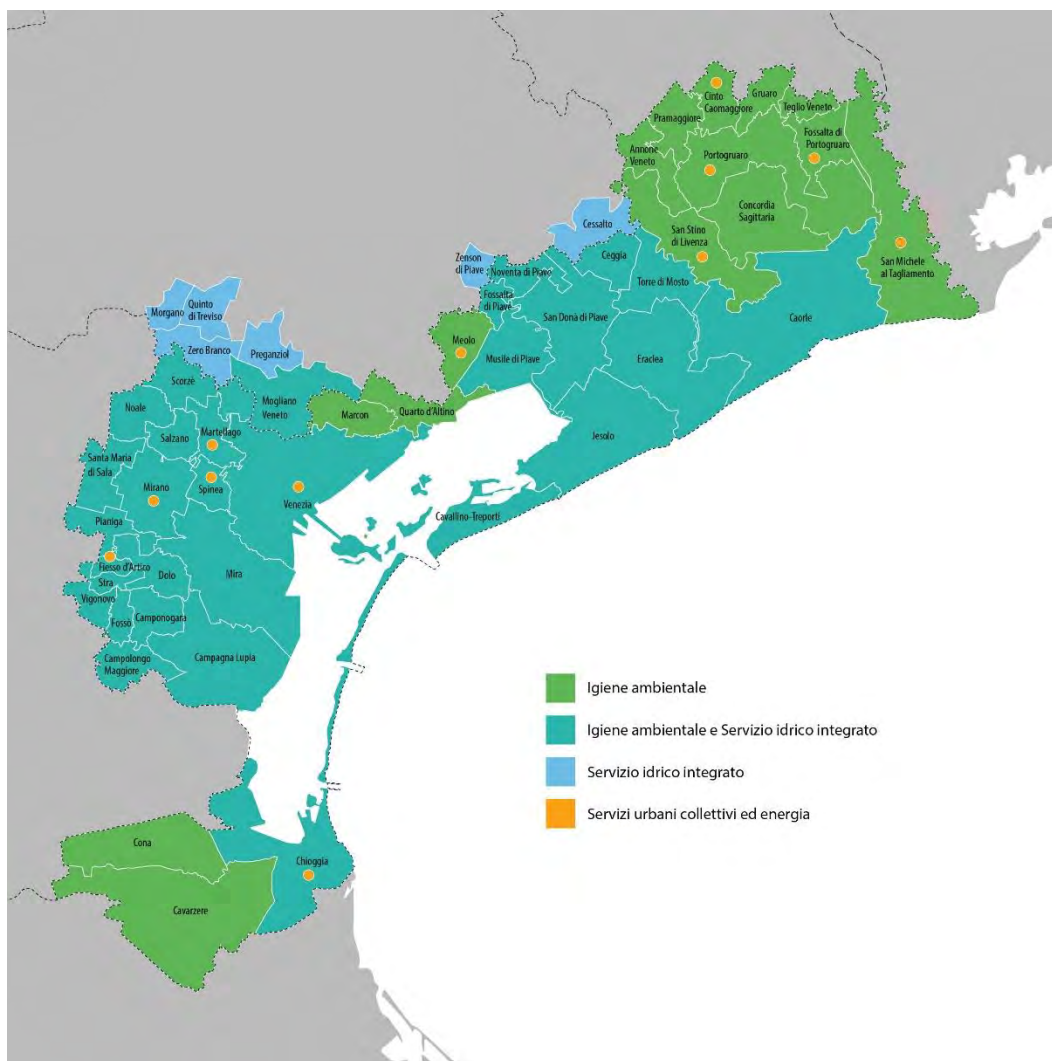 Cinto
Caomaggiore
Gruaro
Teglio Veneto
Pramaggiore
Fossalta di
Portogruaro
Annone
Veneto
Portogruaro
Concordia
Sagittaria
San Stino
di Livenza
San Michele
al Tagliamento
Cessalto
Zenson
di Piave
Noventa di Piave
Ceggia
Torre di Mosto
Fossalta
di Piave
San Donà di Piave
Caorle
Morgano
Quinto
di Treviso
Zero Branco
Preganziol
Meolo
Musile di Piave
Eraclea
Scorzè
Noale
Mogliano
Veneto
Marcon
Quarto d'Altino
Jesolo
Salzano
Martellago
Santa Maria
di Sala
Mirano
Spinea
Venezia
Cavallino-Treporti
Pianiga
Fiesso d'Artico
Dolo
Mira
Stra
Vigonovo
Fossò
Camponogara
Campolongo
Maggiore
Campagna Lupia
Igiene ambientale
Igiene ambientale e Servizio idrico integrato
Servizio idrico integrato
Servizi urbani collettivi ed energia
Cona
Chioggia
Cavarzere